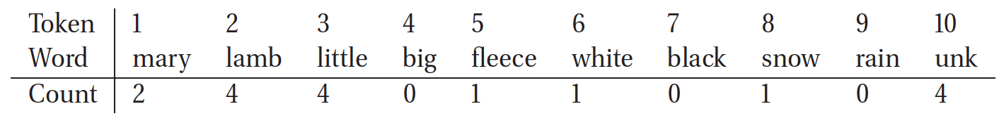 Token 1 2 3 4 5 6 7 8 9 10
Word mary lamb little big fleece white black snow rain unk
Count 2 4 4 0 1 1 0 1 0 4